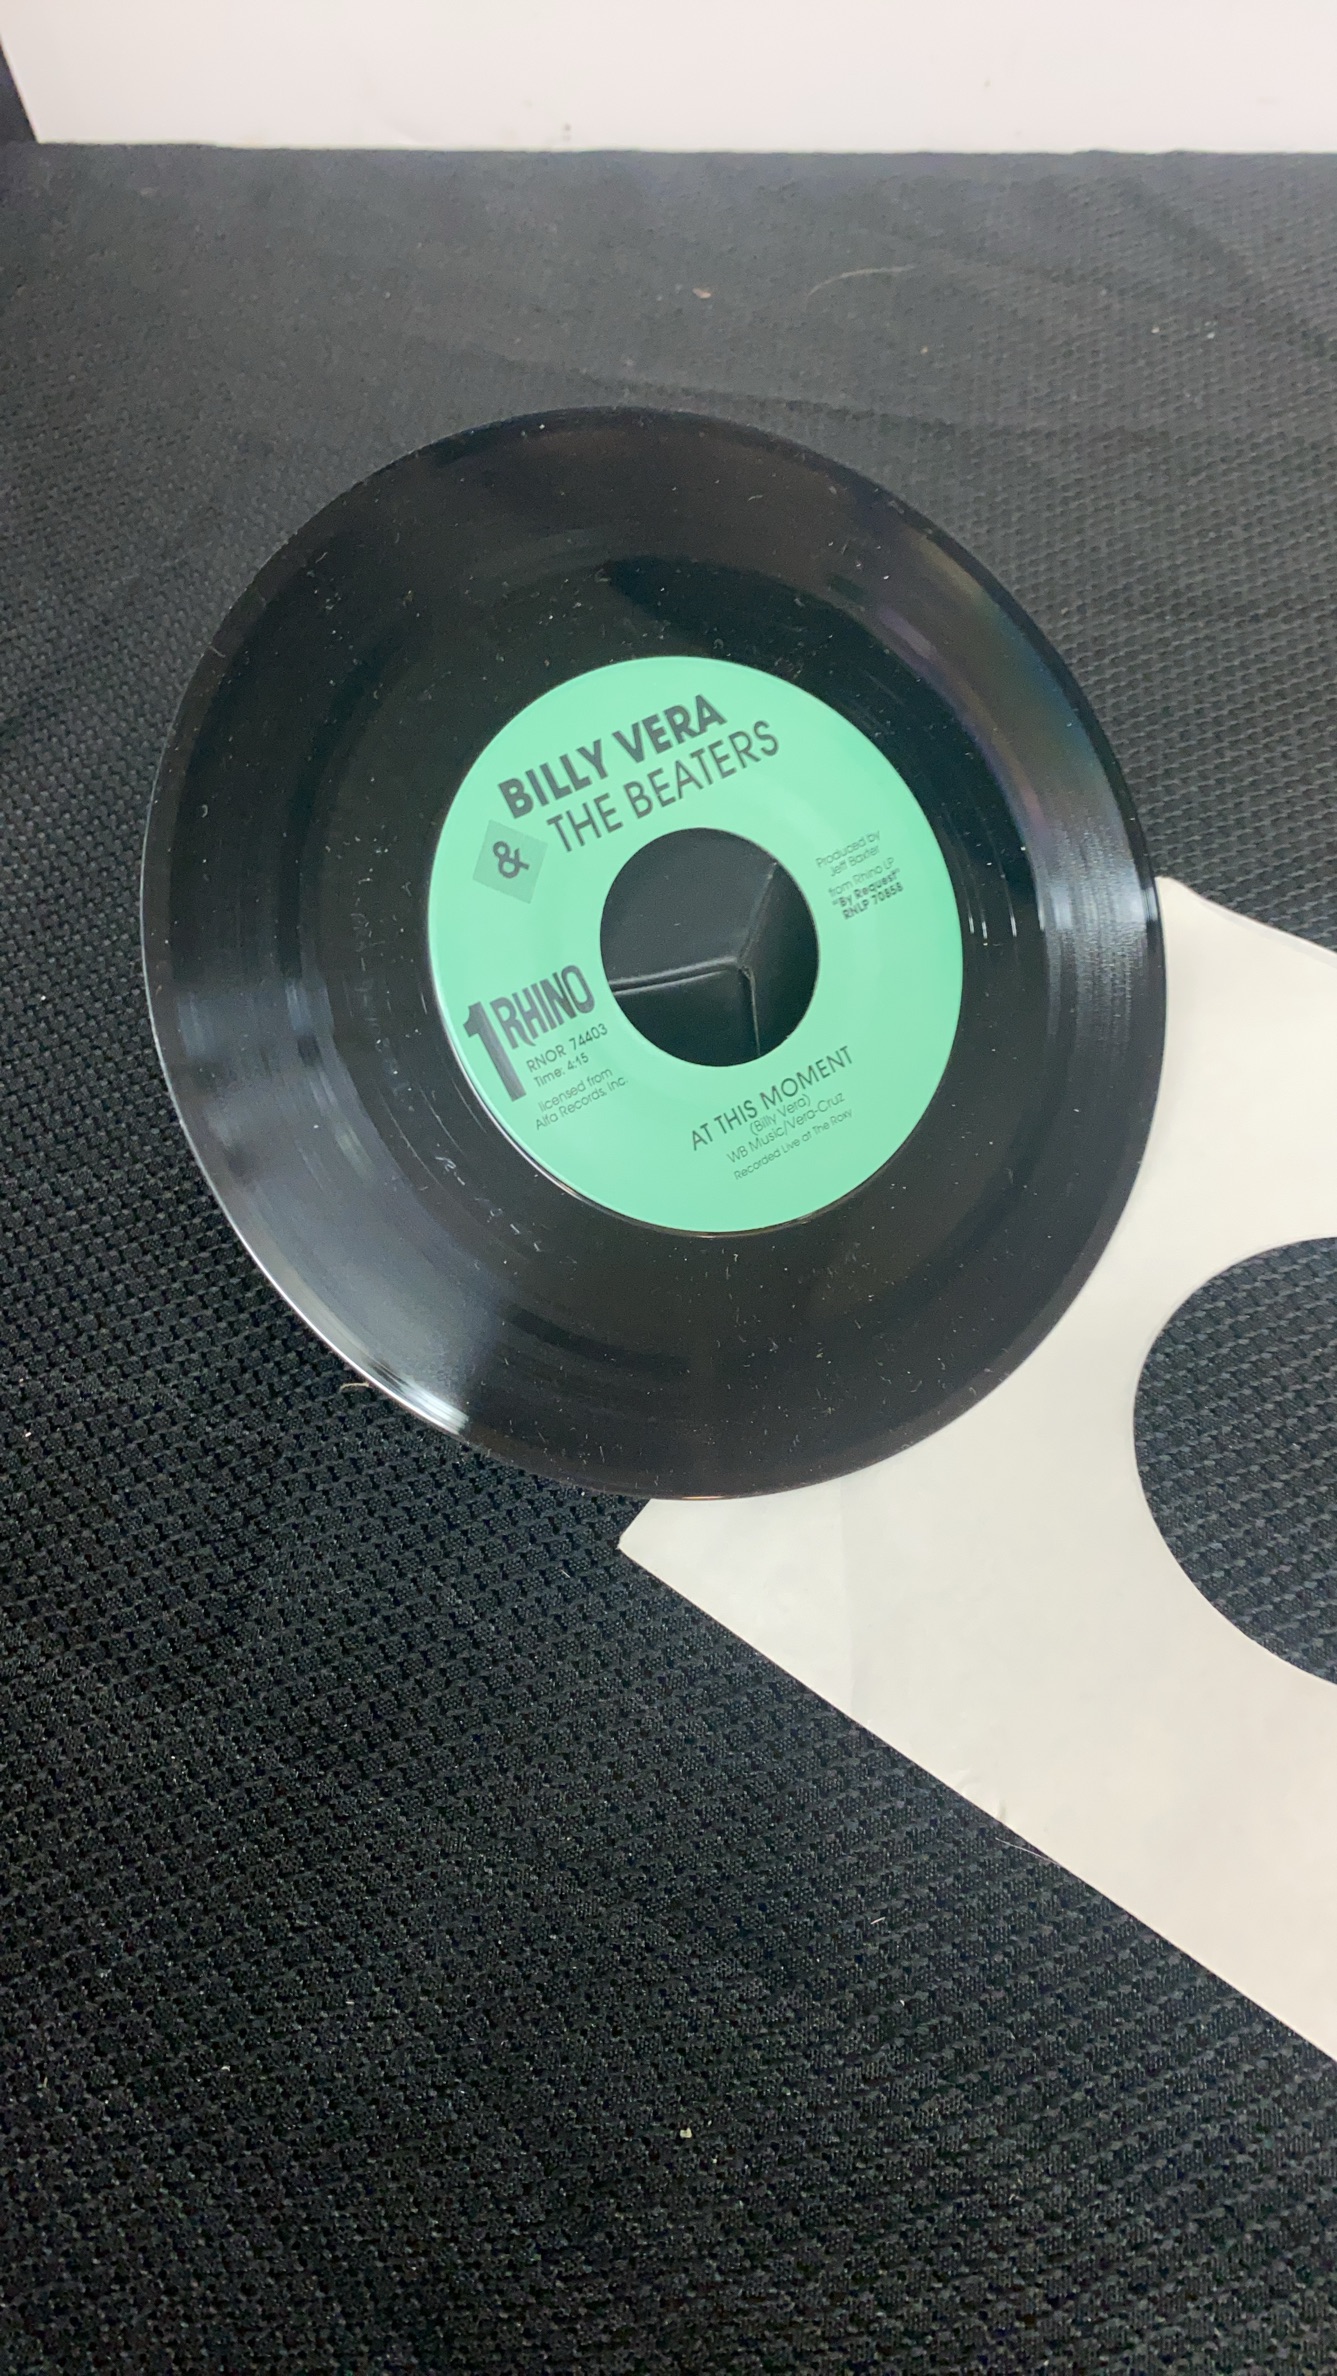 BILLY VERA
& THE BEATERS
Produced by
Jeff Baxter
from Rhino LP
"By Request"
RNLP 70858
1 RHINO
RNOR 74403
Time: 4:15
licensed from
Alfa Records, Inc
AT THIS MOMENT
(Billy Vera)
WB Music/Vera-Cruz
Recorded Live at The Roxy